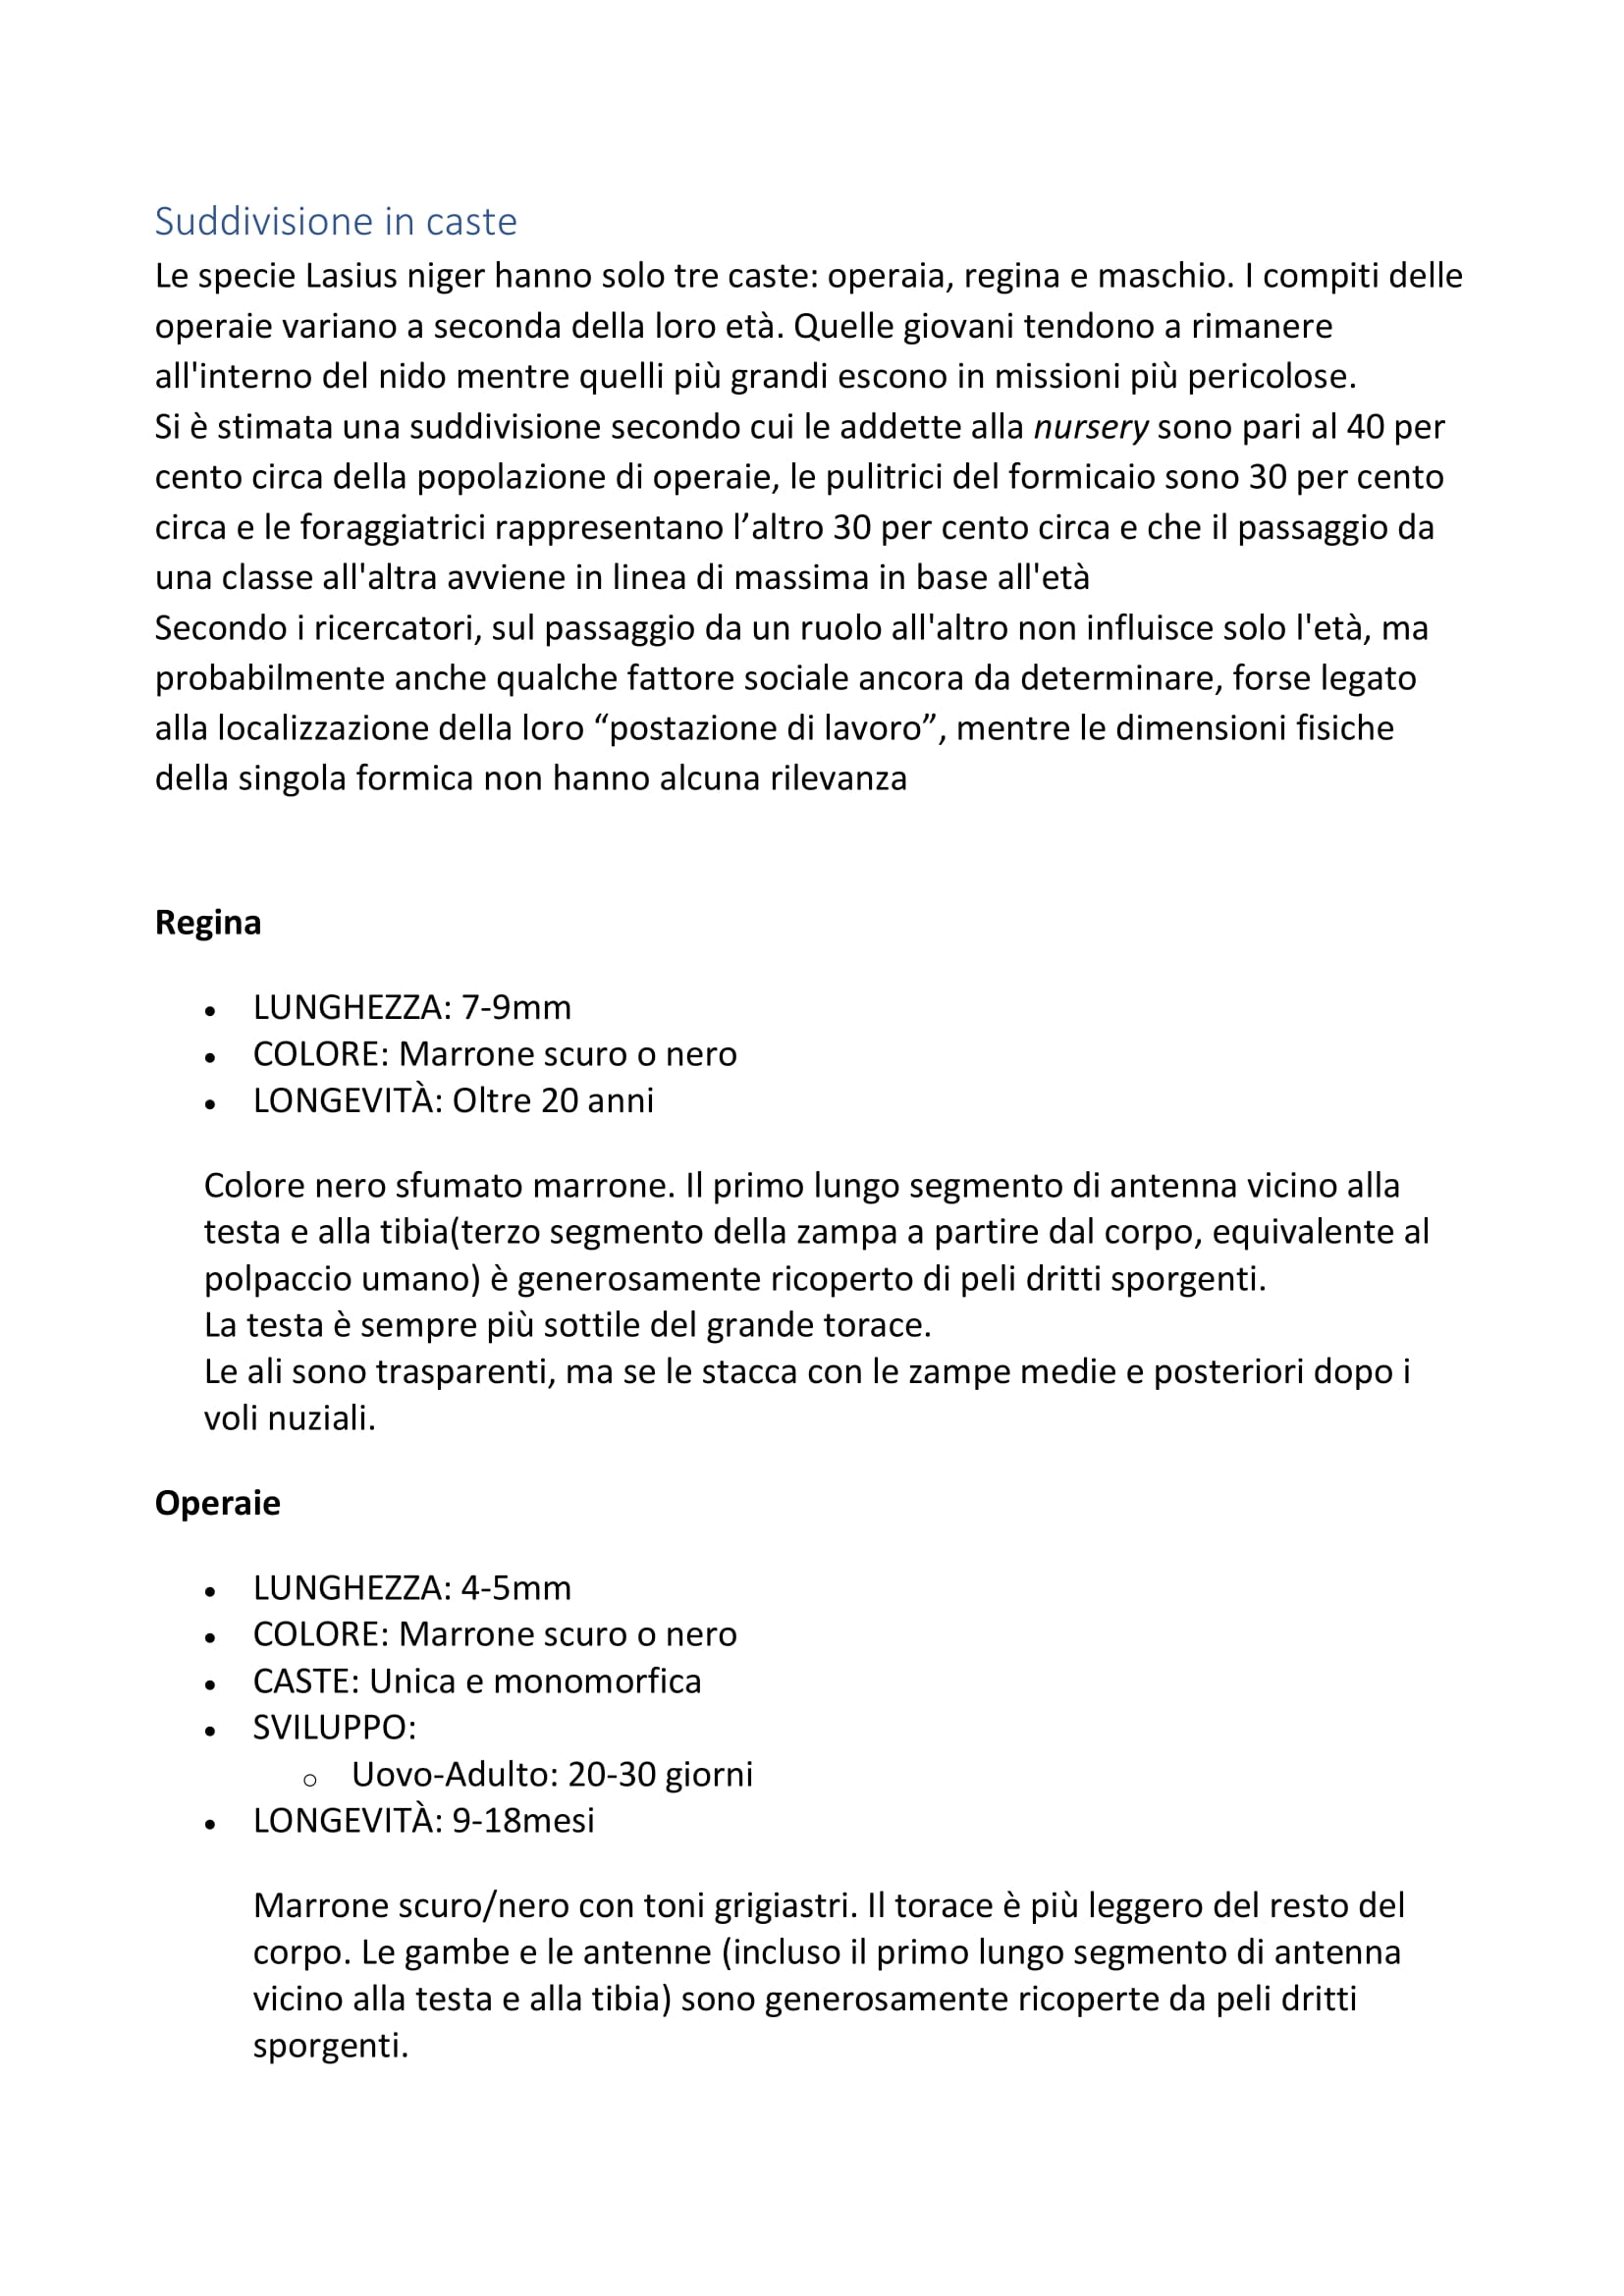 Suddivisione in caste
Le specie Lasius niger hanno solo tre caste: operaia, regina e maschio. I compiti delle
operaie variano a seconda della loro età. Quelle giovani tendono a rimanere
all'interno del nido mentre quelli più grandi escono in missioni più pericolose.
Si è stimata una suddivisione secondo cui le addette alla nursery sono pari al 40 per
cento circa della popolazione di operaie, le pulitrici del formicaio sono 30 per cento
circa e le foraggiatrici rappresentano l’altro 30 per cento circa e che il passaggio da
una classe all'altra avviene in linea di massima in base all'età
Secondo i ricercatori, sul passaggio da un ruolo all'altro non influisce solo l'età, ma
probabilmente anche qualche fattore sociale ancora da determinare, forse legato
alla localizzazione della loro “postazione di lavoro”, mentre le dimensioni fisiche
della singola formica non hanno alcuna rilevanza
Regina
• LUNGHEZZA: 7-9mm
• COLORE: Marrone scuro o nero
• LONGEVITÀ: Oltre 20 anni
Colore nero sfumato marrone. Il primo lungo segmento di antenna vicino alla
testa e alla tibia(terzo segmento della zampa a partire dal corpo, equivalente al
polpaccio umano) è generosamente ricoperto di peli dritti sporgenti.
La testa è sempre più sottile del grande torace.
Le ali sono trasparenti, ma se le stacca con le zampe medie e posteriori dopo i
voli nuziali.
Operaie
• LUNGHEZZA: 4-5mm
• COLORE: Marrone scuro o nero
• CASTE: Unica e monomorfica
• SVILUPPO:
○ Uovo-Adulto: 20-30 giorni
• LONGEVITÀ: 9-18mesi
Marrone scuro/nero con toni grigiastri. Il torace è più leggero del resto del
corpo. Le gambe e le antenne (incluso il primo lungo segmento di antenna
vicino alla testa e alla tibia) sono generosamente ricoperte da peli dritti
sporgenti.